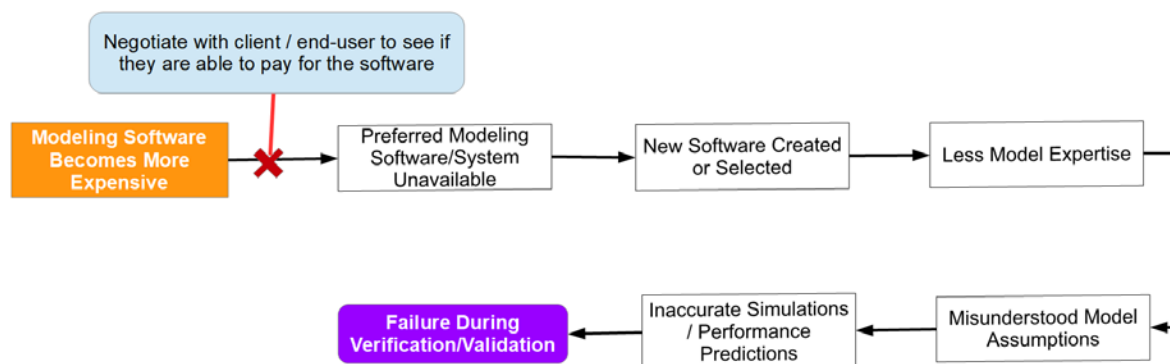 Negotiate with client / end-user to see if
they are able to pay for the software
Modeling Software
Becomes More
Expensive
Preferred Modeling
Software/System
Unavailable
New Software Created
or Selected
Less Model Expertise
Misunderstood Model
Assumptions
Inaccurate Simulations
/ Performance
Predictions
Failure During
Verification/Validation